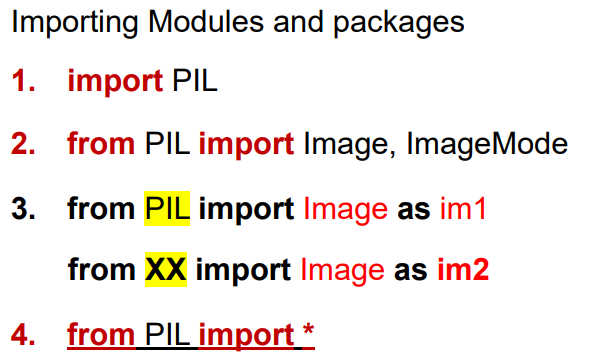 Importing Modules and packages
1. import PIL
2. from PIL import Image, ImageMode
3. from PIL import Image as im1
from XX import Image as im2
4. from PIL import *